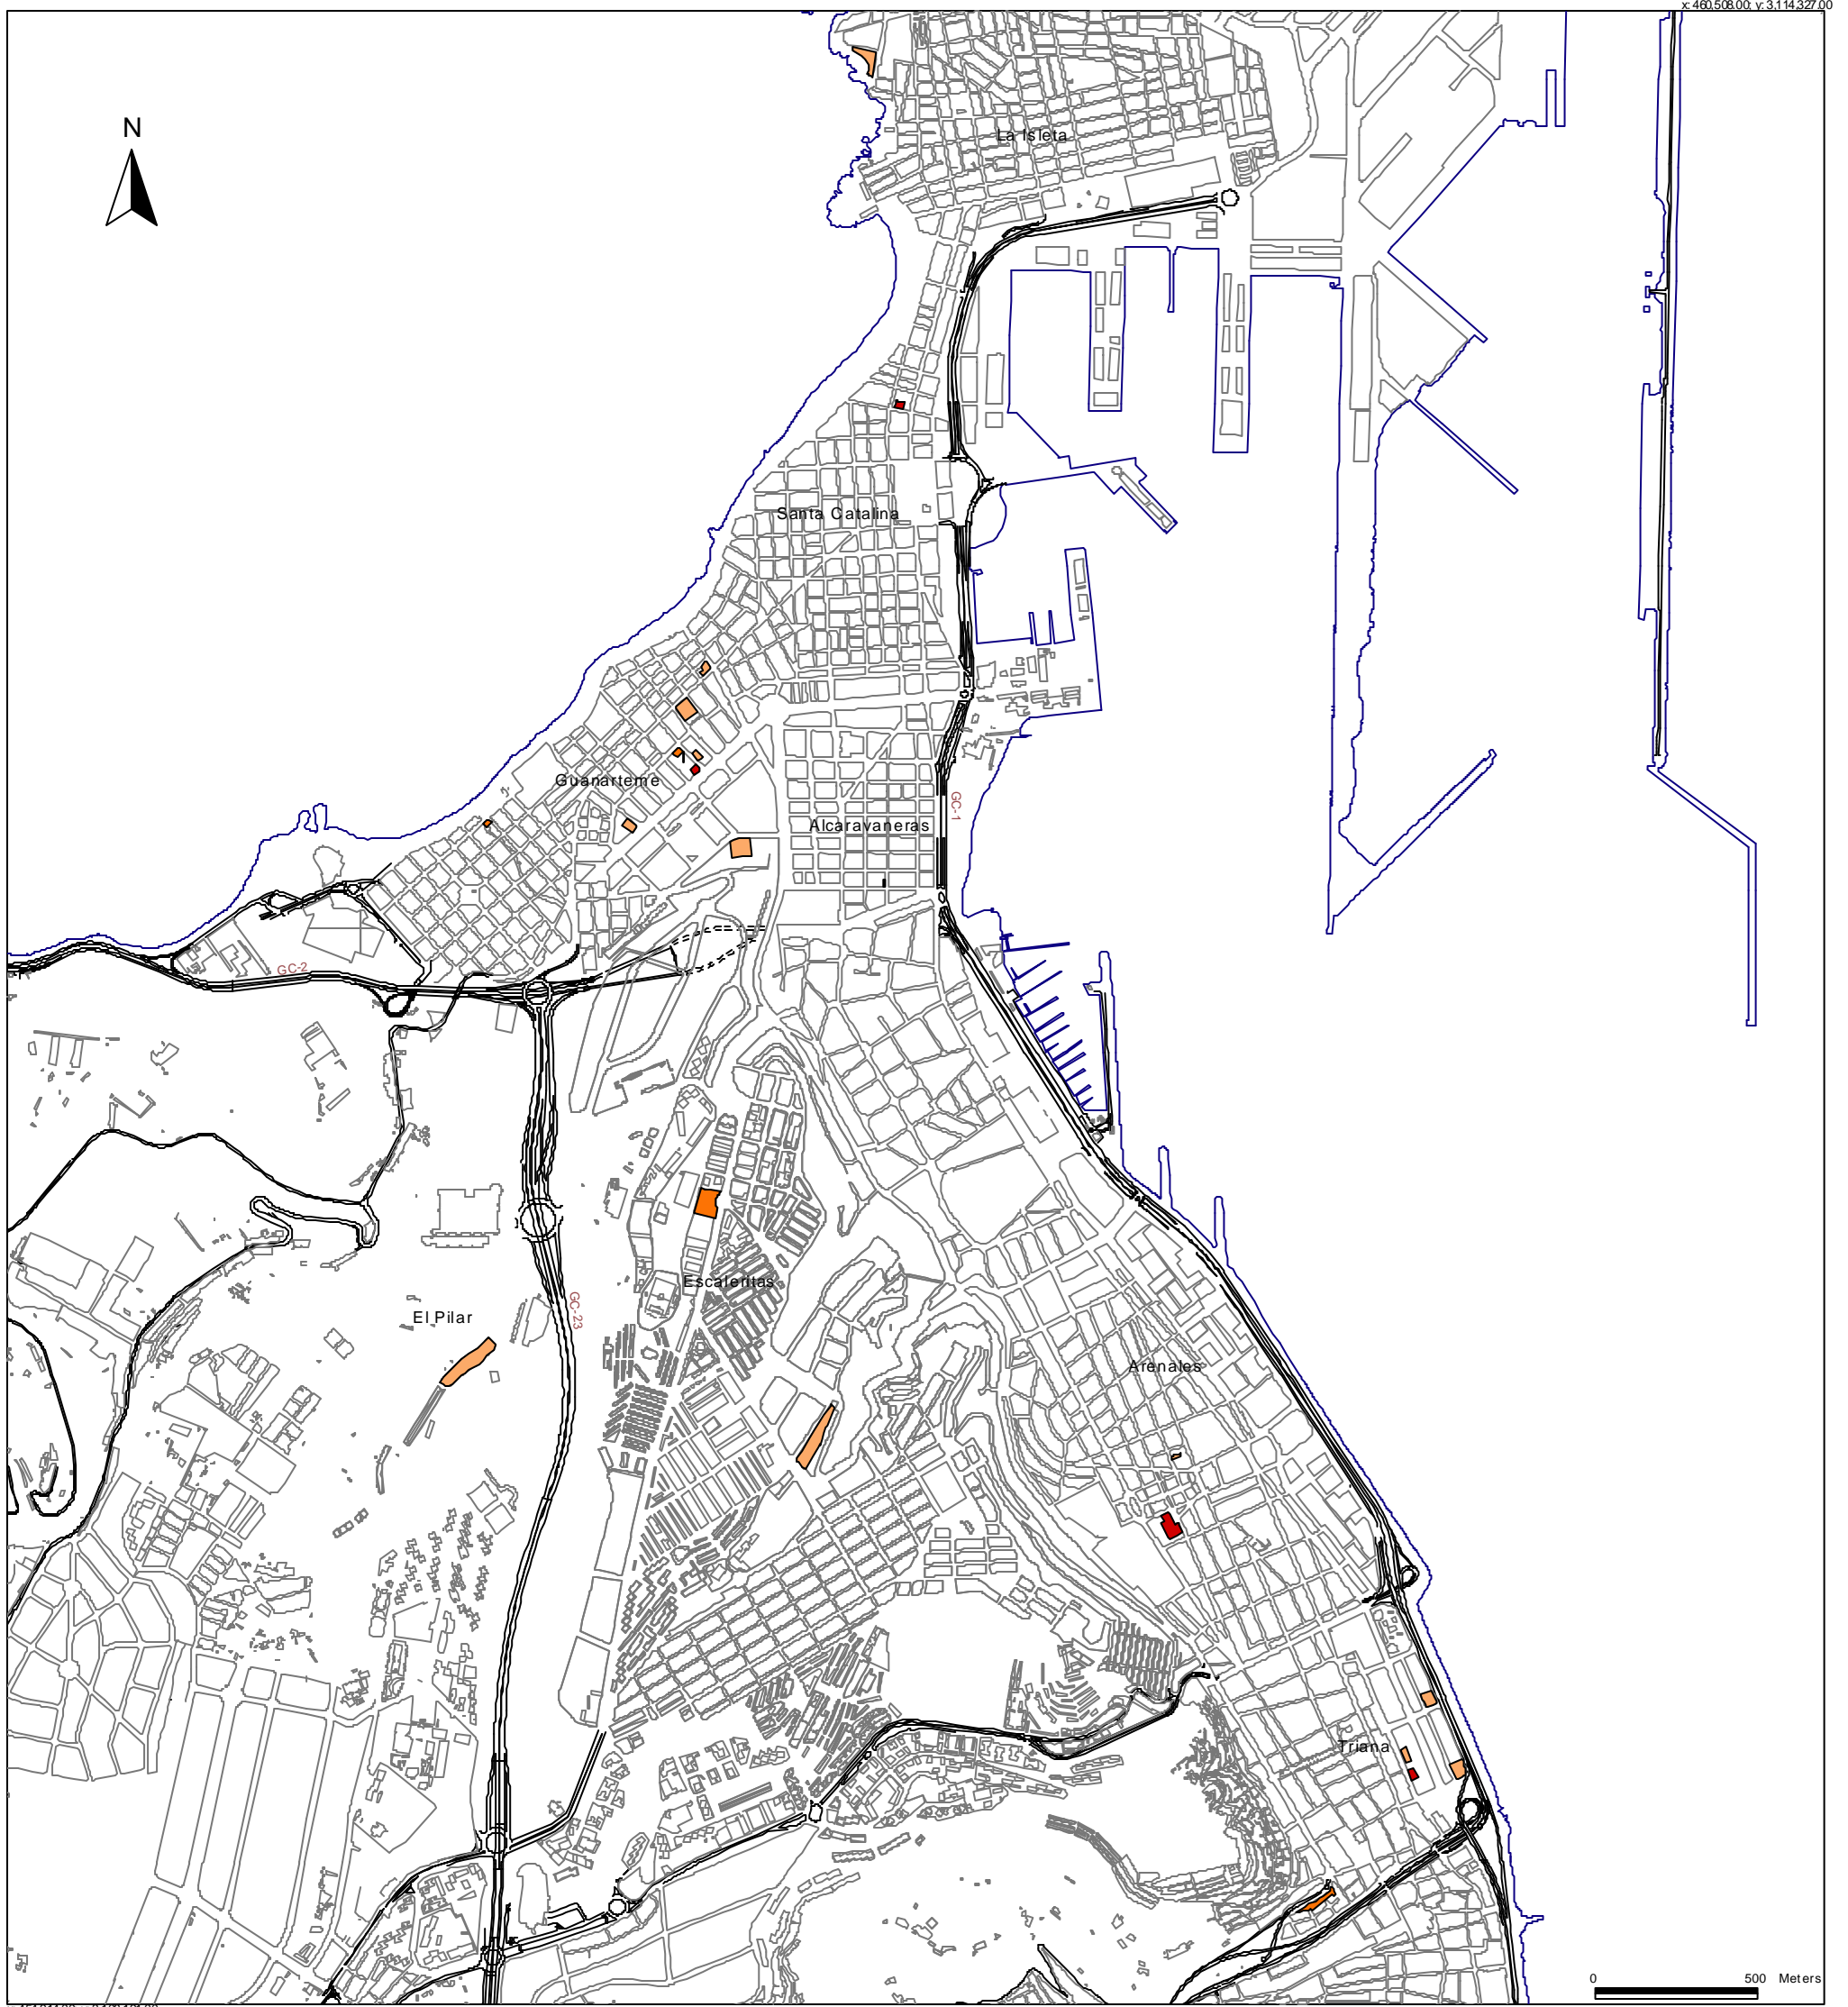 x: 460,508.00; y: 3,114,327.00
N
La Isleta
Santa Catalina
Guanarteme
Alcaravaneras
GC-1
GC-2
Escaleritas
El Pilar
GC-23
Arenales
Triana
0 500 Meters